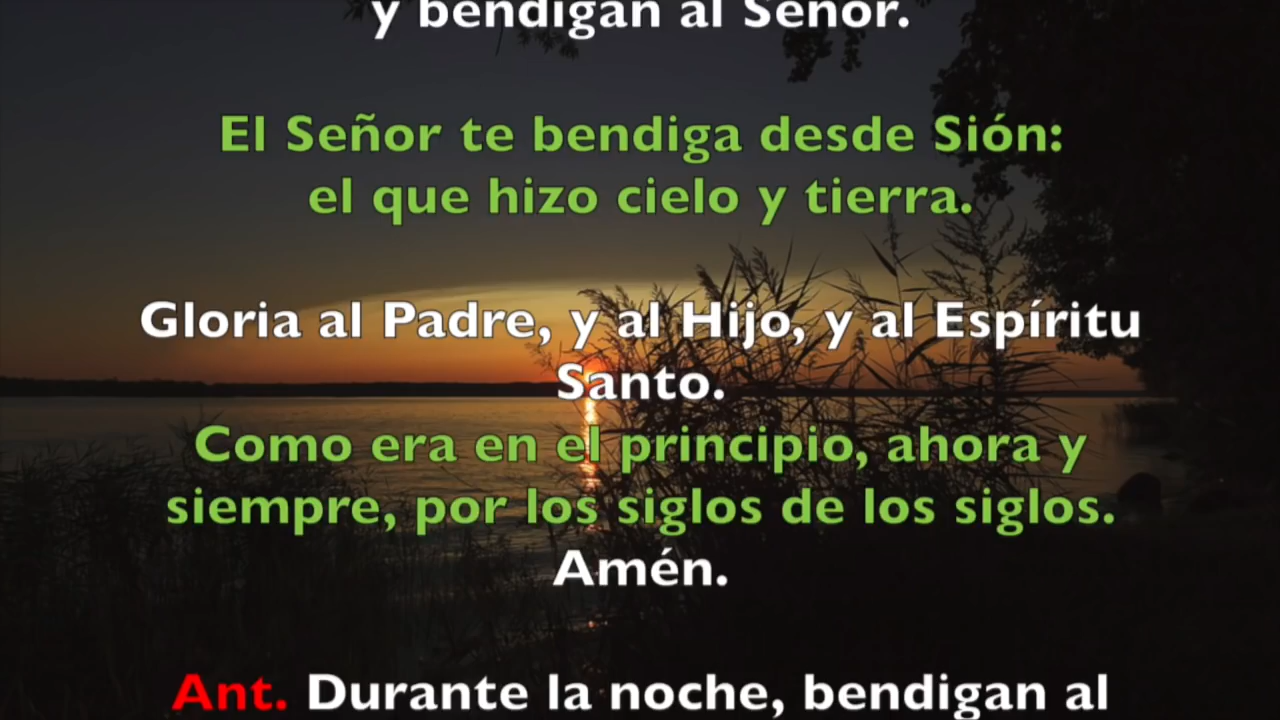 y bendigan al Señor.
El Señor te bendiga desde Sión:
el que hizo cielo y tierra.
Gloria al Padre, y al Hijo, y al Espíritu
Santo.
Como era en el principio, ahora y
siempre, por los siglos de los siglos.
Amén.
Ant. Durante la noche, bendigan al